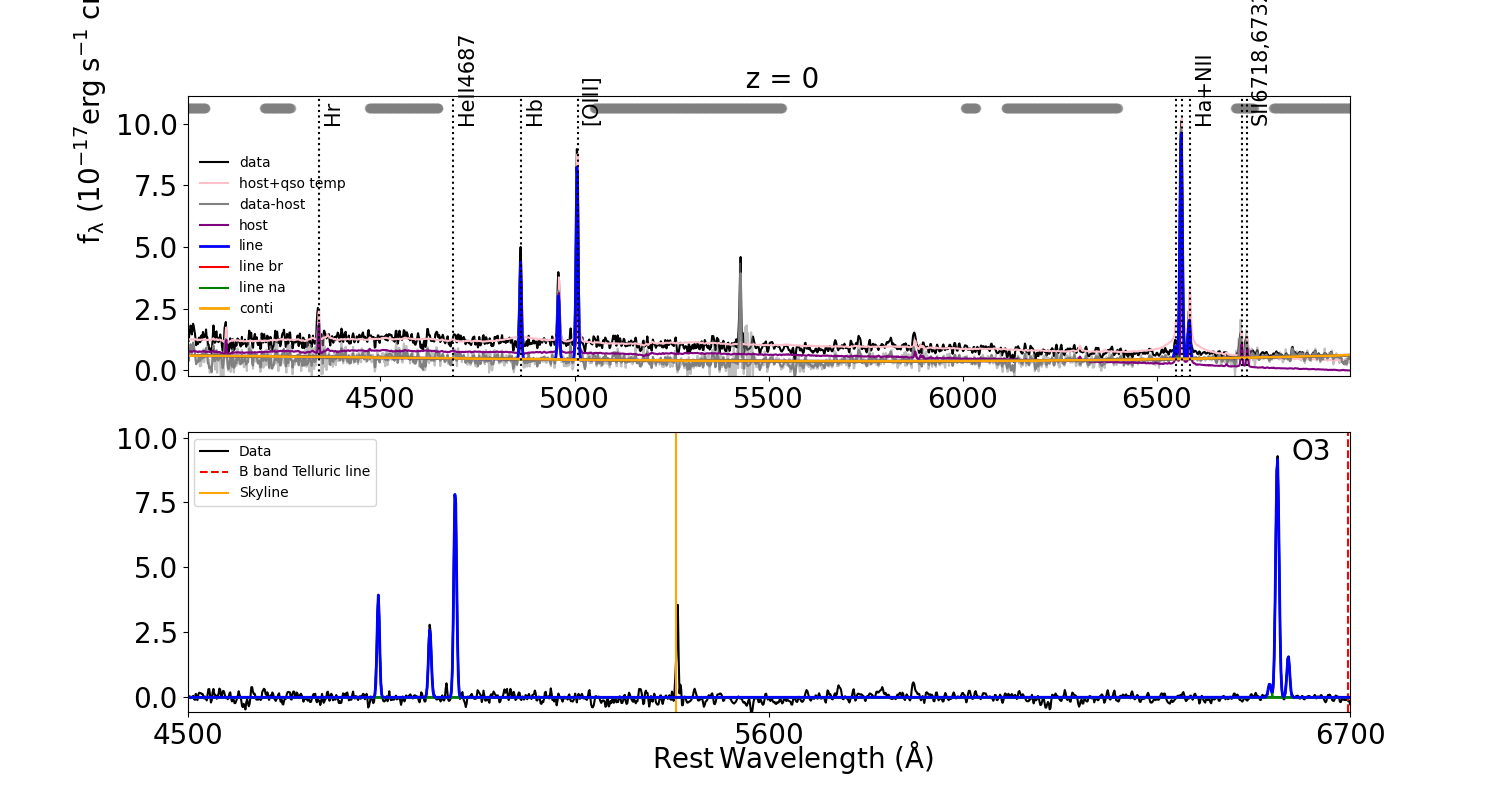 z = 0
fλ (10−17erg s−1 c
Hr
HeII4687
Hb
[OIII]
Ha+NII
SII6718,673
10.0
7.5
5.0
2.5
0.0
data
host+qso temp
data-host
host
line
line br
line na
conti
4500
5000
5500
6000
6500
10.0
7.5
5.0
2.5
0.0
Data
B band Telluric line
Skyline
O3
4500
5600
6700
Rest Wavelength (Å)